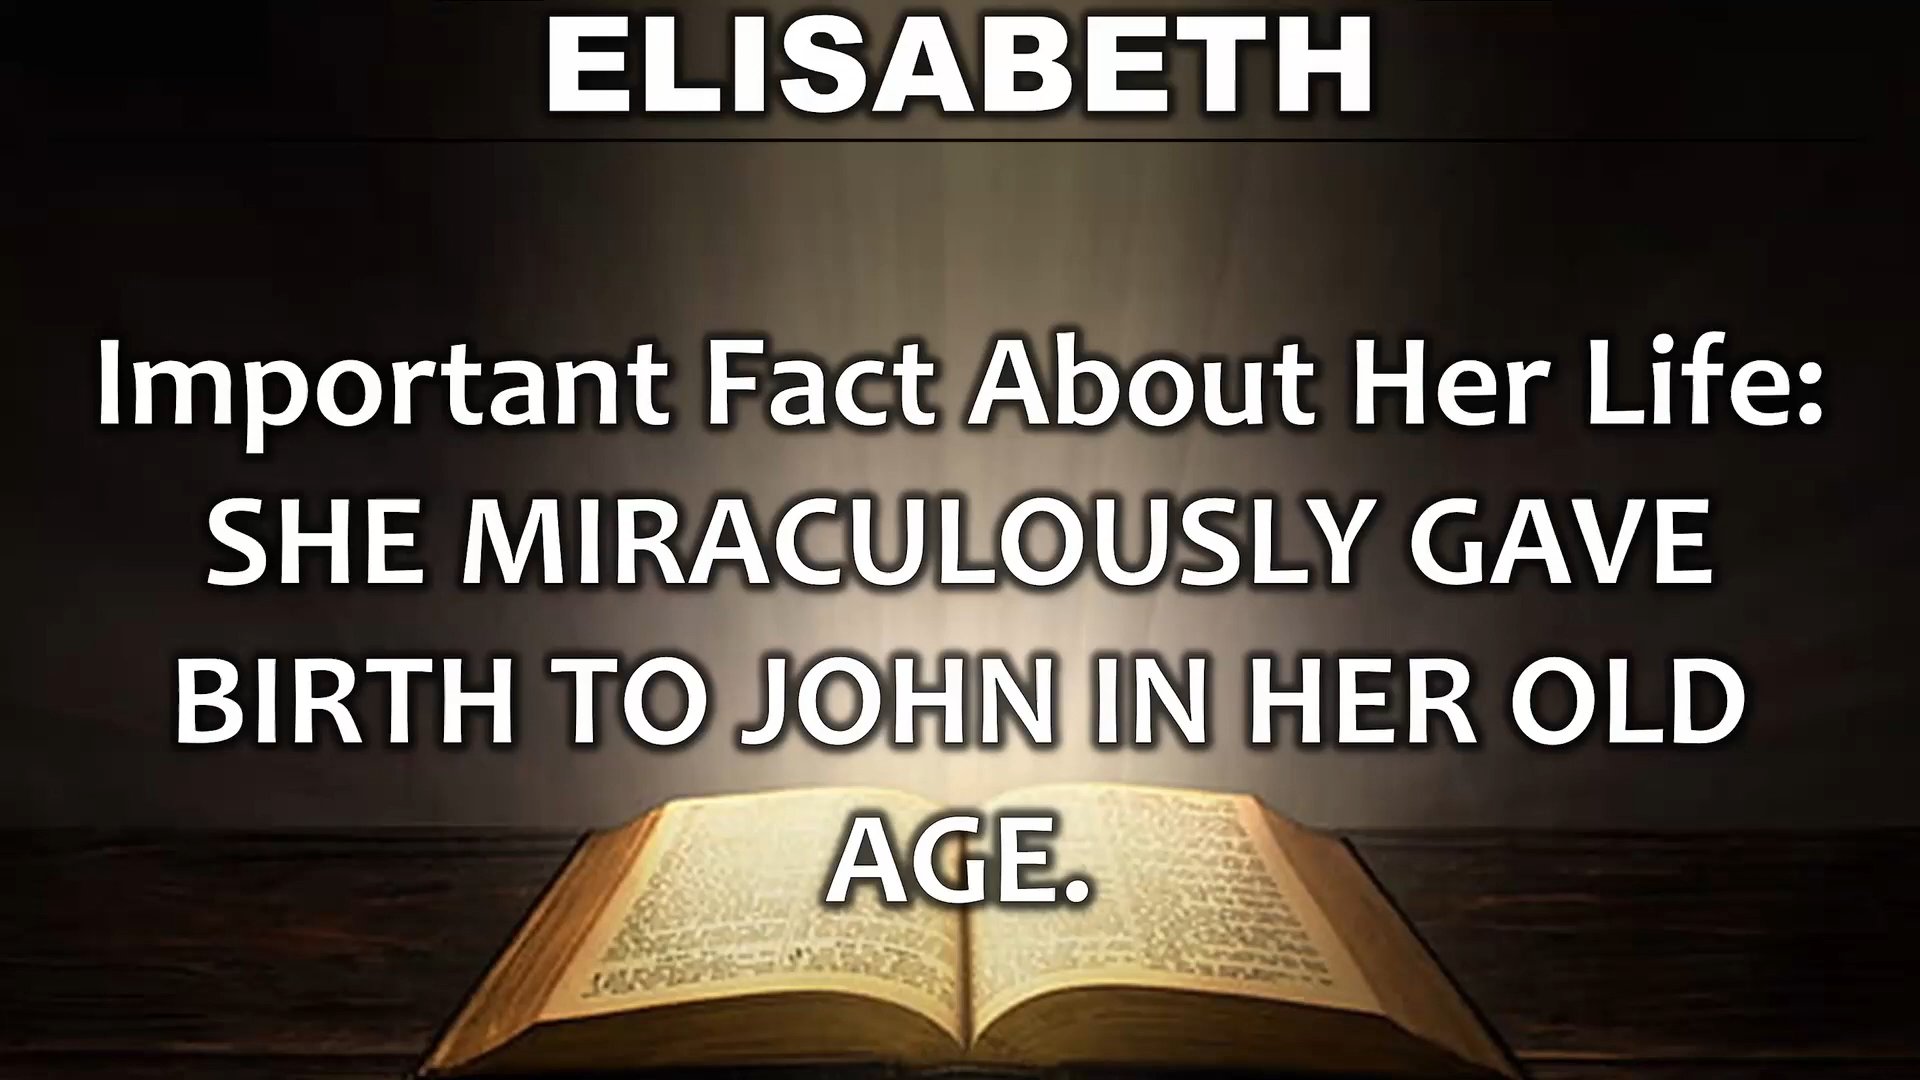 ELISABETH
Important Fact About Her Life:
SHE MIRACULOUSLY GAVE
BIRTH TO JOHN IN HER OLD
AGE.